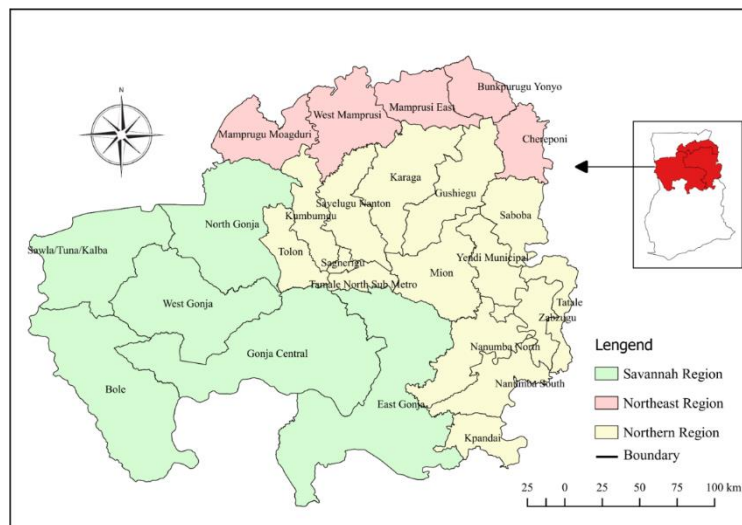 N
Bunkpurugu Yonyo
Mamprusi East
West Mamprusi
Mamprugu Moagduri
Chereponi
Karaga
Gushiegu
Savelugu Nanton
Kumbumgu
Saboba
North Gonja
Tolon
Sagnerigu
Sawla/Tuna/Kalba
Yendi Municipal
Mion
Tamale North Sub Metro
Tatale
Zabzugu
West Gonja
Gonja Central
Nanumba North
Nanumba South
Bole
East Gonja
Kpandai
Lengend
Savannah Region
Northeast Region
Northern Region
Boundary
25 0 25 50 75 100 km